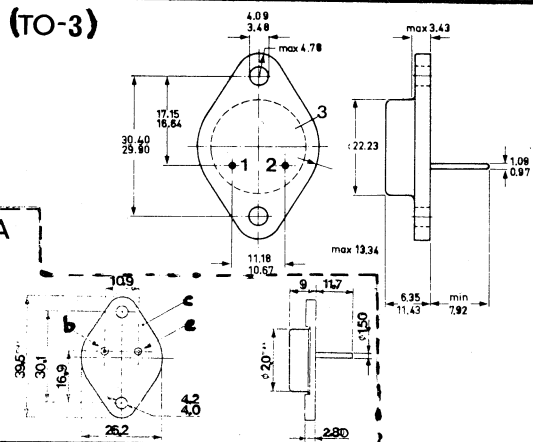 (TO-3)
4.09
3.48
max 4.78
max 3.43
17.15
16.64
3
30.40
29.90
22.23
1 2
1.09
0.97
A
11.18
10.67
max 13.34
10.9
6.35
11.43
min
7.92
9 11.7
c
b
e
39.5
30.1
16.9
ϕ1.50
4.2
4.0
26.2
2.80